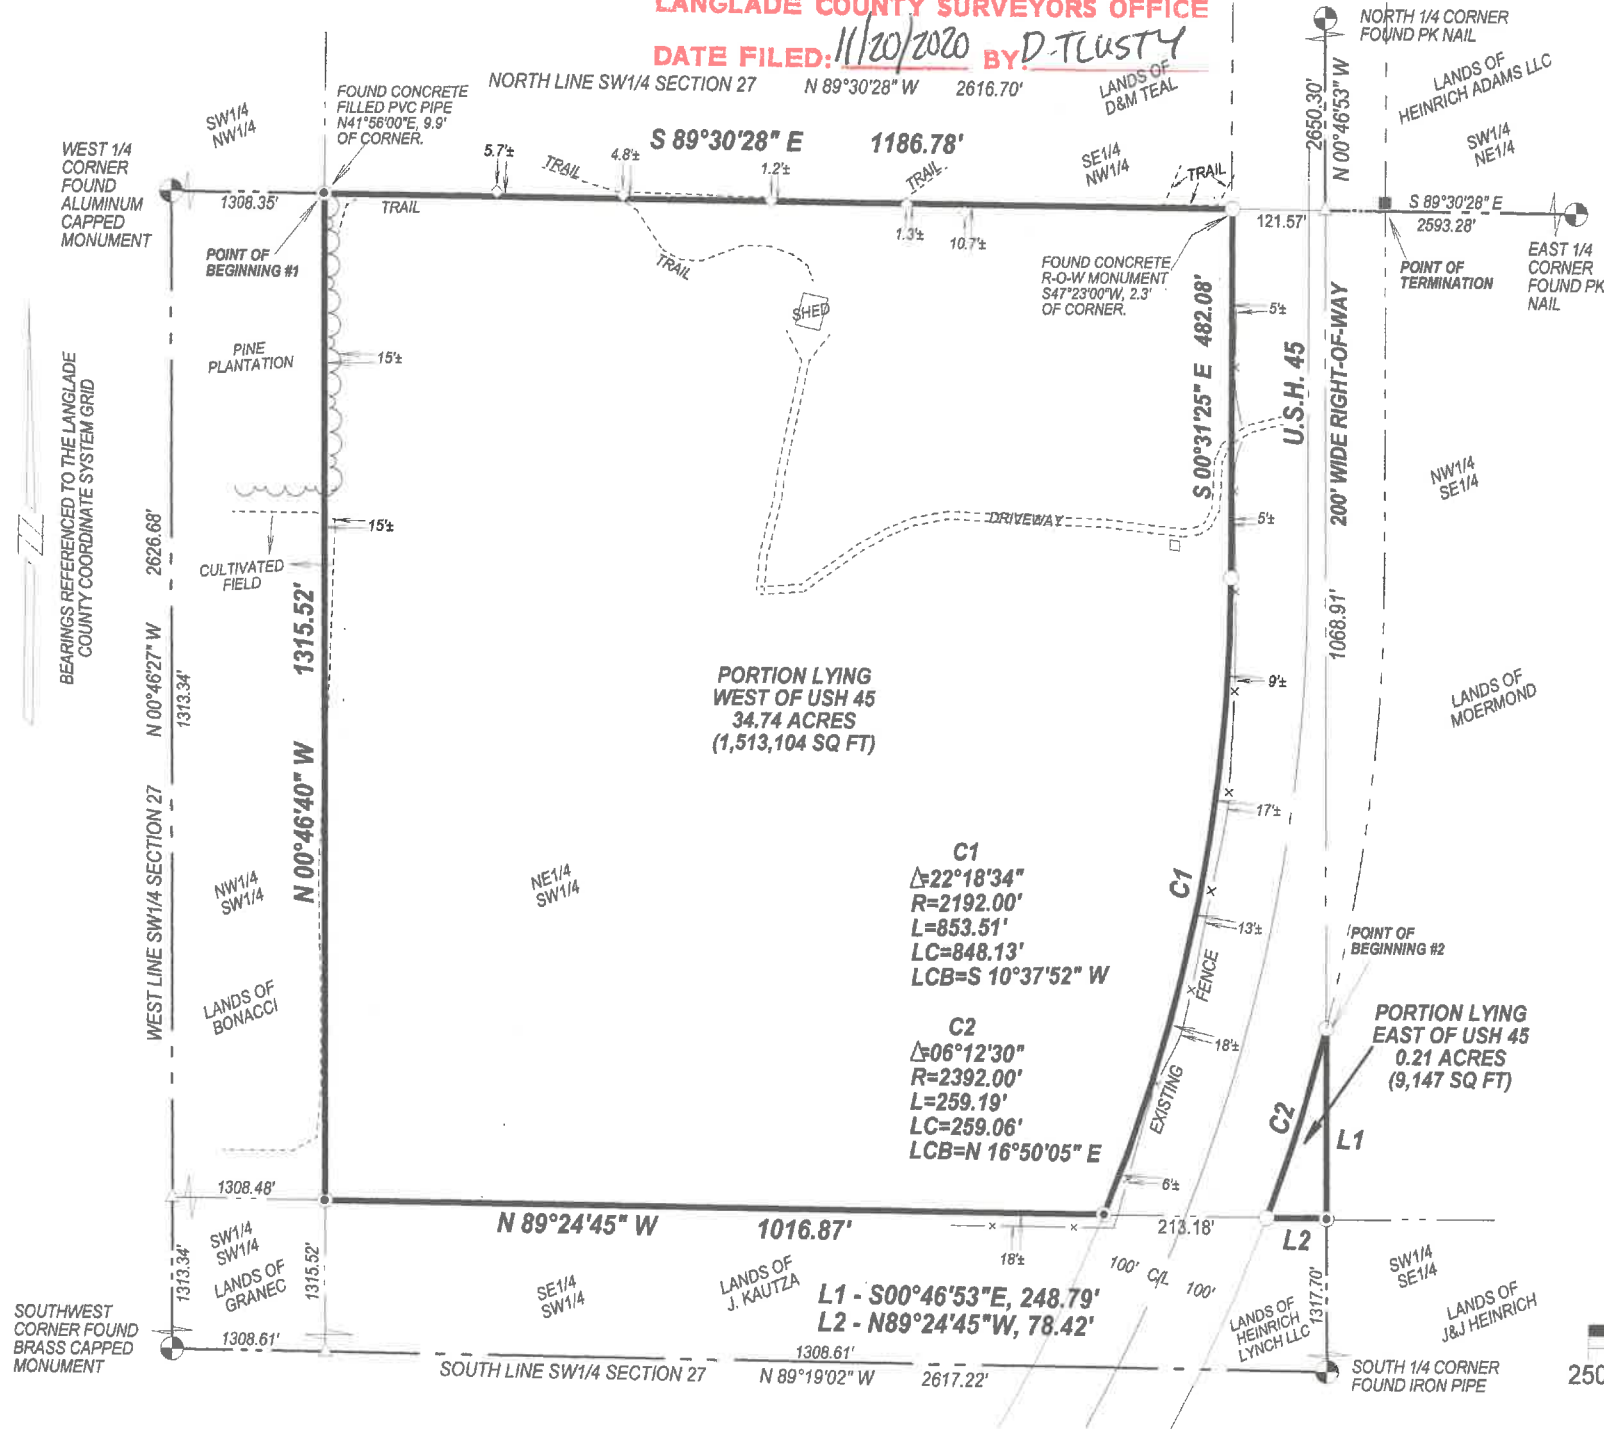 LANGLADE COUNTY SURVEYORS OFFICE
DATE FILED: 11/20/2020 BY: D. TLUSTY
NORTH 1/4 CORNER
FOUND PK NAIL
NORTH LINE SW1/4 SECTION 27 N 89°30'28" W 2616.70'
LANDS OF
D&M TEAL
LANDS OF
HEINRICH ADAMS LLC
FOUND CONCRETE
FILLED PVC PIPE
N41°56'00"E, 9.9'
OF CORNER.
SW1/4
NW1/4
WEST 1/4
CORNER
FOUND
ALUMINUM
CAPPED
MONUMENT
S 89°30'28" E 1186.78'
5.7'±
TRAIL
4.8'±
1.2'±
TRAIL
SE1/4
NW1/4
TRAIL
2650.30'
N 00°46'53" W
SW1/4
NE1/4
1308.35'
TRAIL
1.3'±
10.7'±
121.57'
S 89°30'28" E
2593.28'
POINT OF
BEGINNING #1
TRAIL
FOUND CONCRETE
R-O-W MONUMENT
S47°23'00"W, 2.3'
OF CORNER.
POINT OF
TERMINATION
EAST 1/4
CORNER
FOUND PK
NAIL
SHED
S 00°31'25" E 482.08'
5'±
U.S.H. 45
200' WIDE RIGHT-OF-WAY
PINE
PLANTATION
15'±
BEARINGS REFERENCED TO THE LANGLADE
COUNTY COORDINATE SYSTEM GRID
NW1/4
SE1/4
15'±
DRIVEWAY
5'±
CULTIVATED
FIELD
WEST LINE SW1/4 SECTION 27 N 00°46'27" W 2626.68'
1313.34'
N 00°46'40" W 1315.52'
1068.91'
PORTION LYING
WEST OF USH 45
34.74 ACRES
(1,513,104 SQ FT)
9'±
LANDS OF
MOERMOND
17'±
NW1/4
SW1/4
NE1/4
SW1/4
C1
Δ=22°18'34"
R=2192.00'
L=853.51'
LC=848.13'
LCB=S 10°37'52" W
C1
13'±
POINT OF
BEGINNING #2
LANDS OF
BONACCI
C2
Δ=06°12'30"
R=2392.00'
L=259.19'
LC=259.06'
LCB=N 16°50'05" E
EXISTING FENCE
18'±
PORTION LYING
EAST OF USH 45
0.21 ACRES
(9,147 SQ FT)
C2
L1
6'±
1308.48'
N 89°24'45" W 1016.87'
213.16'
L2
18'±
SW1/4
SW1/4
LANDS OF
GRANEC
1313.34'
1315.52'
SE1/4
SW1/4
LANDS OF
J. KAUTZA
L1 - S00°46'53"E, 248.79'
L2 - N89°24'45"W, 78.42'
100' C/L 100'
1317.70'
SW1/4
SE1/4
LANDS OF
HEINRICH
LYNCH LLC
LANDS OF
J&J HEINRICH
SOUTHWEST
CORNER FOUND
BRASS CAPPED
MONUMENT
1308.61'
1308.61'
SOUTH LINE SW1/4 SECTION 27 N 89°19'02" W 2617.22'
SOUTH 1/4 CORNER
FOUND IRON PIPE
250